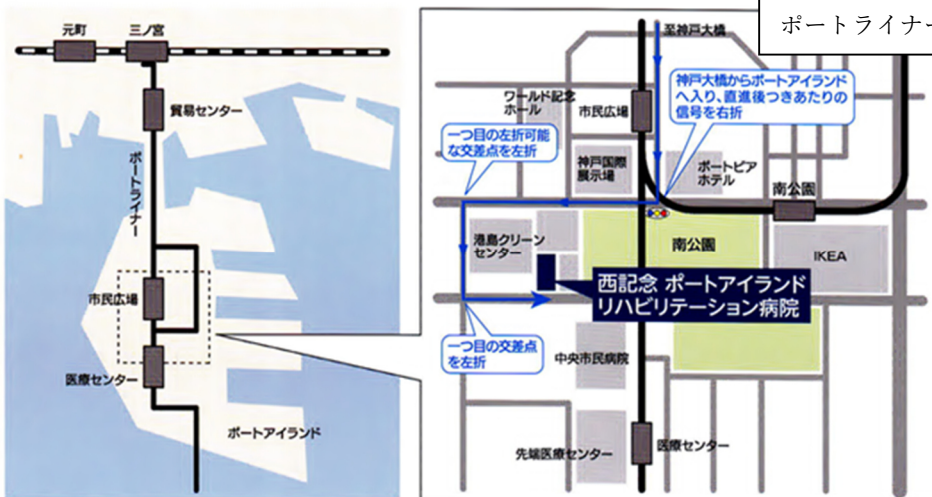 元町
三ノ宮
貿易センター
ポートライナー
市民広場
医療センター
ポートアイランド
ポートライナー
至神戸大橋
神戸大橋からポートアイランド
へ入り、直進後つきあたりの
信号を右折
ワールド記念
ホール
市民広場
一つ目の左折可能
な交差点を左折
神戸国際
展示場
ポートピア
ホテル
南公園
港島クリーン
センター
南公園
IKEA
西記念 ポートアイランド
リハビリテーション病院
一つ目の交差点
を左折
中央市民病院
先端医療センター
医療センター